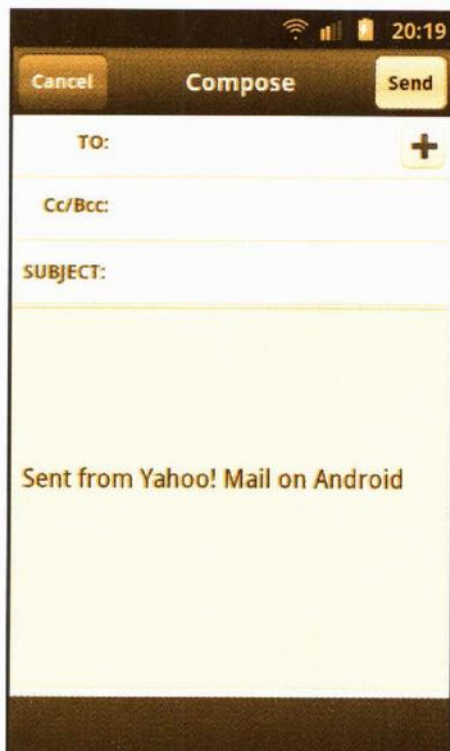 20:19
Cancel Compose Send
TO:
Cc/Bcc:
SUBJECT:
Sent from Yahoo! Mail on Android